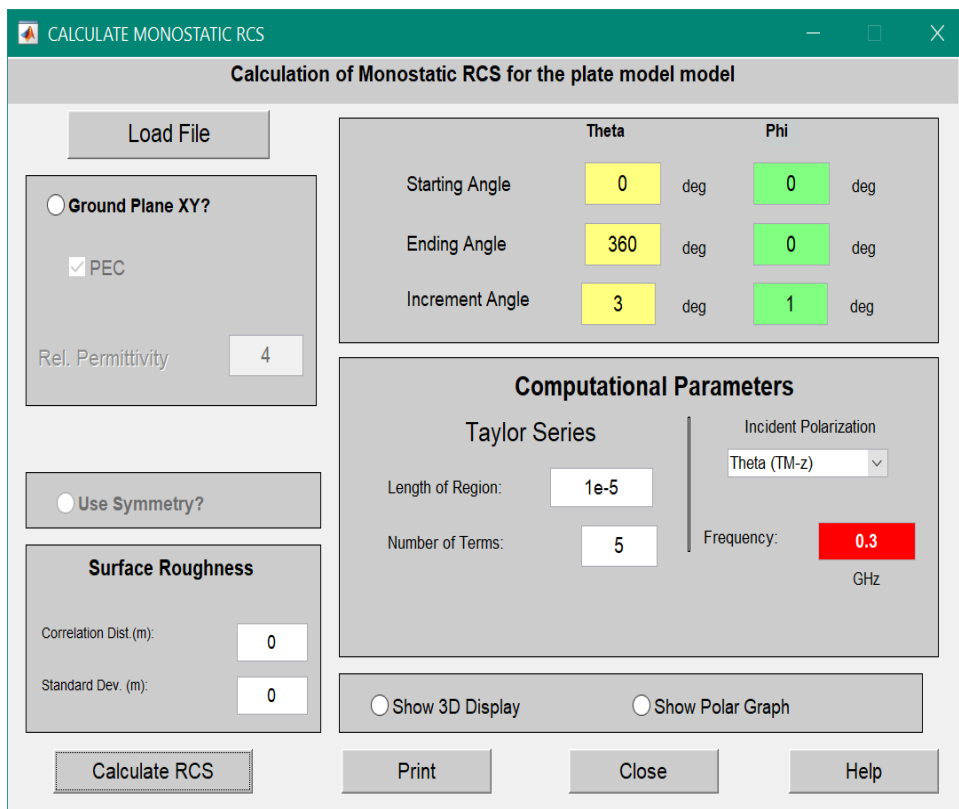 CALCULATE MONOSTATIC RCS
Calculation of Monostatic RCS for the plate model model
Load File
Theta Phi
Starting Angle 0 deg 0 deg
Ending Angle 360 deg 0 deg
Increment Angle 3 deg 1 deg
Ground Plane XY?
PEC
Rel. Permittivity 4
Use Symmetry?
Surface Roughness
Correlation Dist.(m): 0
Standard Dev. (m): 0
Computational Parameters
Taylor Series
Length of Region: 1e-5
Number of Terms: 5
Incident Polarization
Theta (TM-z)
Frequency: 0.3
GHz
Show 3D Display Show Polar Graph
Calculate RCS Print Close Help